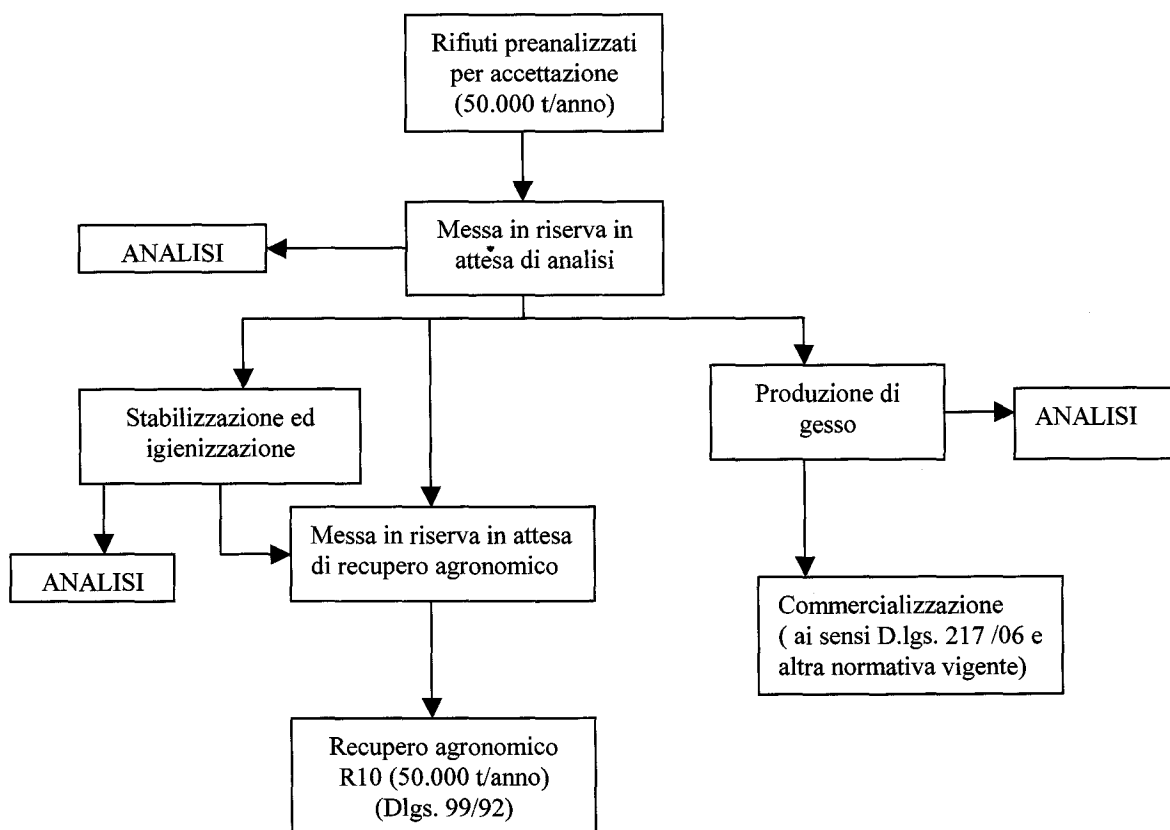 Rifiuti preanalizzati
per accettazione
(50.000 t/anno)
Messa in riserva in
attesa di analisi
ANALISI
Stabilizzazione ed
igienizzazione
Produzione di
gesso
ANALISI
Messa in riserva in attesa
di recupero agronomico
ANALISI
Commercializzazione
( ai sensi D.lgs. 217 /06 e
altra normativa vigente)
Recupero agronomico
R10 (50.000 t/anno)
(Dlgs. 99/92)